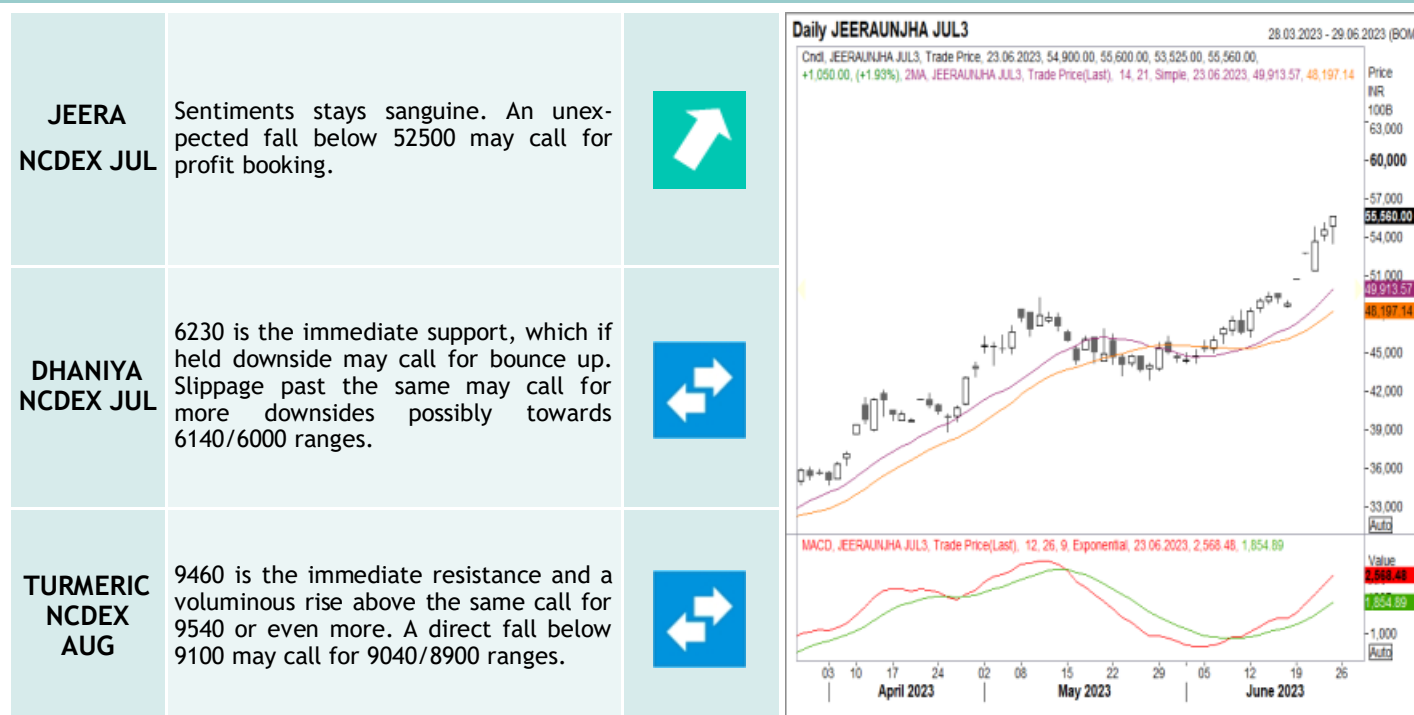 JEERA
NCDEX JUL
Sentiments stays sanguine. An unex-
pected fall below 52500 may call for
profit booking.
DHANIYA
NCDEX JUL
6230 is the immediate support, which if
held downside may call for bounce up.
Slippage past the same may call for
more downsides possibly towards
6140/6000 ranges.
TURMERIC
NCDEX
AUG
9460 is the immediate resistance and a
voluminous rise above the same call for
9540 or even more. A direct fall below
9100 may call for 9040/8900 ranges.
Daily JEERAUNJHA JUL3
28.03.2023 - 29.06.2023 (BOM
Cndl, JEERAUNJHA JUL3, Trade Price, 23.06.2023, 54,900.00, 55,600.00, 53,525.00, 55,560.00,
+1,050.00, (+1.93%), 2MA, JEERAUNJHA JUL3, Trade Price(Last), 14, 21, Simple, 23.06.2023, 49,913.57, 48,197.14
Price
INR
100B
63,000
60,000
57,000
55,560.00
54,000
51,000
49,913.57
48,197.14
45,000
42,000
39,000
36,000
33,000
Auto
MACD, JEERAUNJHA JUL3, Trade Price(Last), 12, 26, 9, Exponential, 23.06.2023, 2,568.48, 1,854.89
Value
2,568.48
1,854.89
1,000
Auto
03 10 17 24 02 08 15 22 29 05 12 19 26
April 2023 May 2023 June 2023